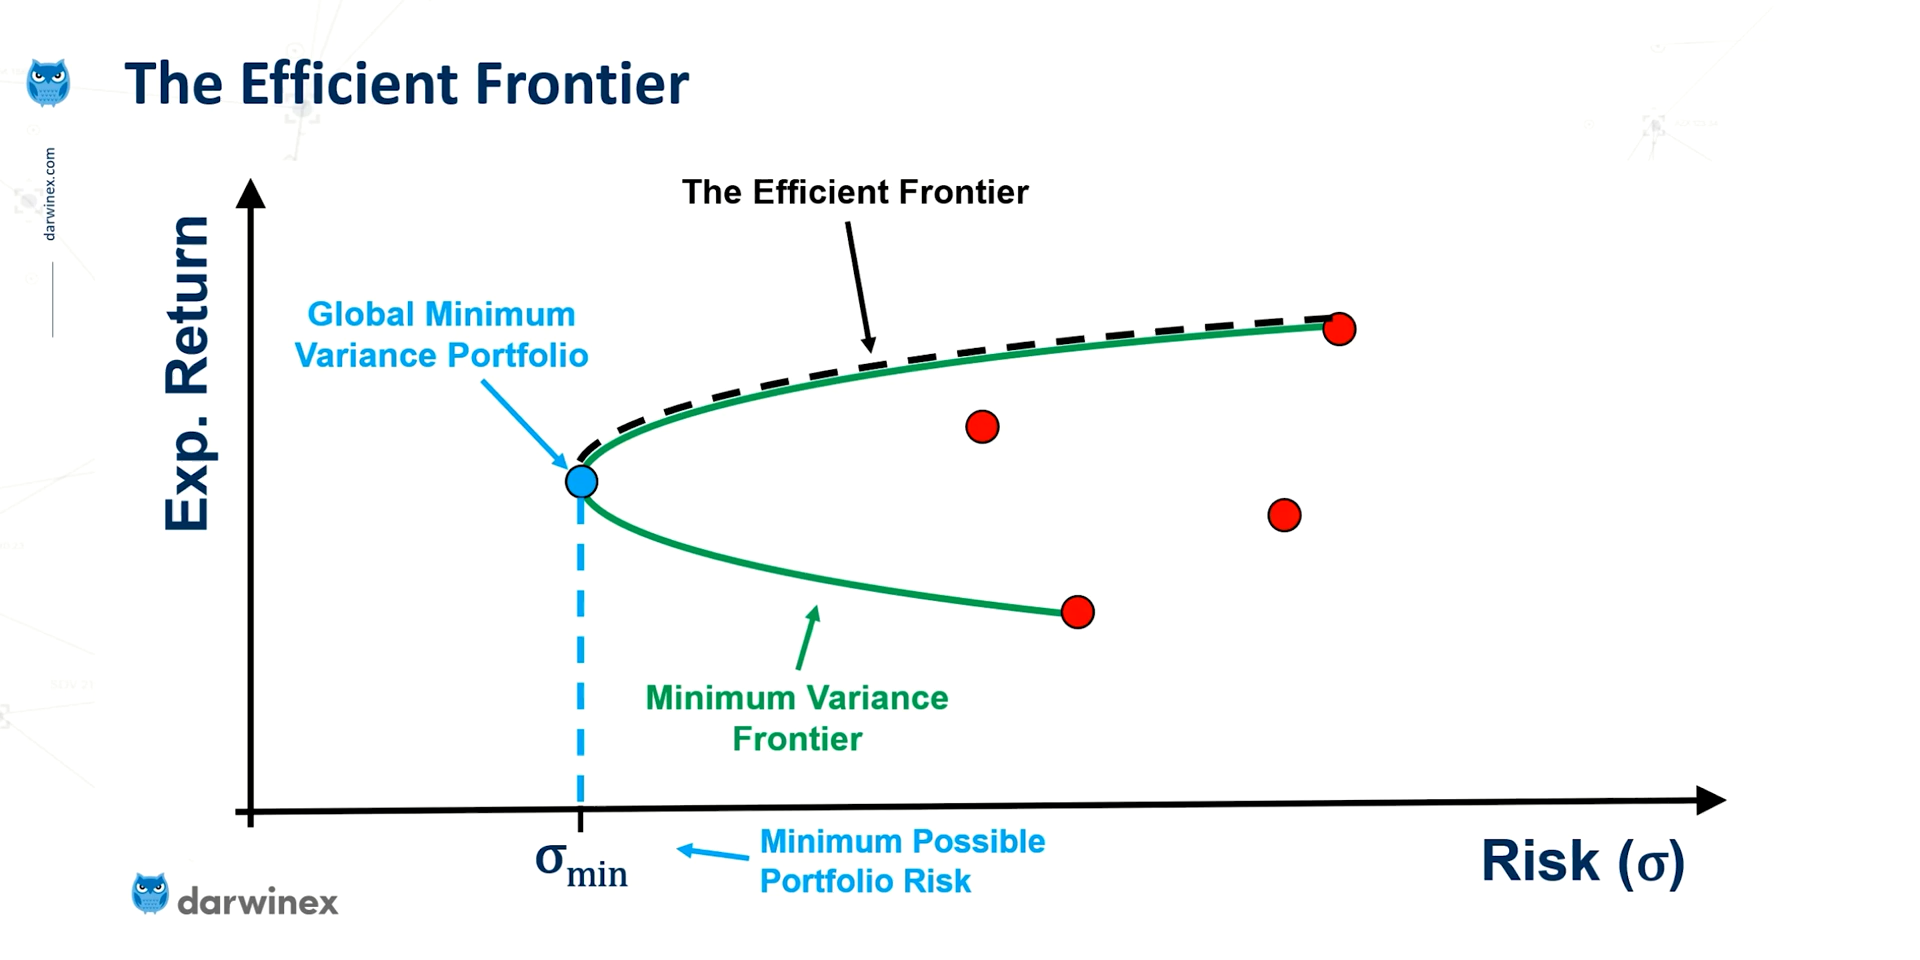 The Efficient Frontier
darwinex.com
The Efficient Frontier
Global Minimum
Variance Portfolio
Exp. Return
Minimum Variance
Frontier
σmin
Minimum Possible
Portfolio Risk
Risk (σ)
darwinex